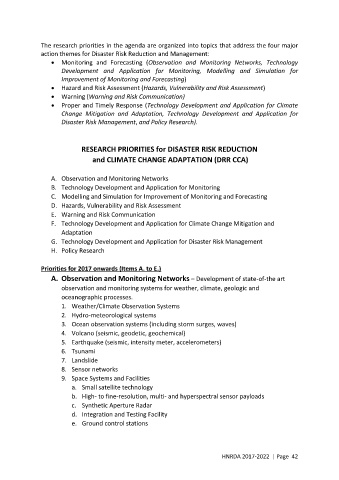 The research priorities in the agenda are organized into topics that address the four major
action themes for Disaster Risk Reduction and Management:
• Monitoring and Forecasting (Observation and Monitoring Networks, Technology
Development and Application for Monitoring, Modelling and Simulation for
Improvement of Monitoring and Forecasting)
• Hazard and Risk Assessment (Hazards, Vulnerability and Risk Assessment)
• Warning (Warning and Risk Communication)
• Proper and Timely Response (Technology Development and Application for Climate
Change Mitigation and Adaptation, Technology Development and Application for
Disaster Risk Management, and Policy Research).
RESEARCH PRIORITIES for DISASTER RISK REDUCTION
and CLIMATE CHANGE ADAPTATION (DRR CCA)
A. Observation and Monitoring Networks
B. Technology Development and Application for Monitoring
C. Modelling and Simulation for Improvement of Monitoring and Forecasting
D. Hazards, Vulnerability and Risk Assessment
E. Warning and Risk Communication
F. Technology Development and Application for Climate Change Mitigation and
Adaptation
G. Technology Development and Application for Disaster Risk Management
H. Policy Research
Priorities for 2017 onwards (Items A. to E.)
A. Observation and Monitoring Networks – Development of state-of-the art
observation and monitoring systems for weather, climate, geologic and
oceanographic processes.
1. Weather/Climate Observation Systems
2. Hydro-meteorological systems
3. Ocean observation systems (including storm surges, waves)
4. Volcano (seismic, geodetic, geochemical)
5. Earthquake (seismic, intensity meter, accelerometers)
6. Tsunami
7. Landslide
8. Sensor networks
9. Space Systems and Facilities
a. Small satellite technology
b. High- to fine-resolution, multi- and hyperspectral sensor payloads
c. Synthetic Aperture Radar
d. Integration and Testing Facility
e. Ground control stations
HNRDA 2017-2022 | Page 42